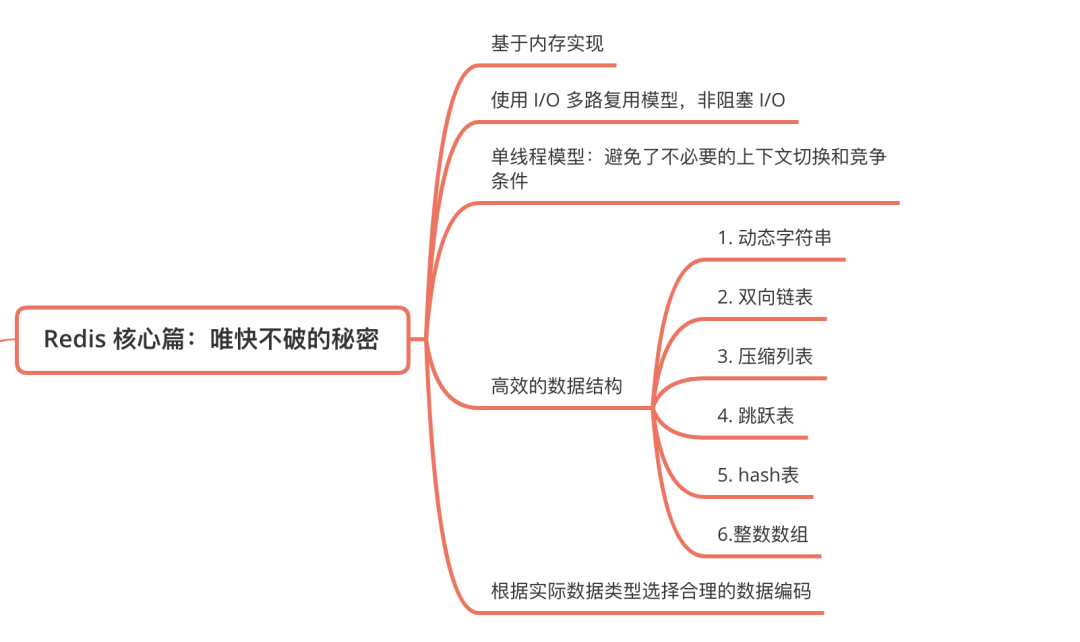 基于内存实现
使用 I/O 多路复用模型，非阻塞 I/O
单线程模型：避免了不必要的上下文切换和竞争
条件
Redis 核心篇：唯快不破的秘密
高效的数据结构
1. 动态字符串
2. 双向链表
3. 压缩列表
4. 跳跃表
5. hash表
6.整数数组
根据实际数据类型选择合理的数据编码